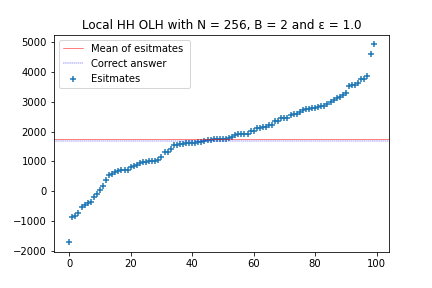 Local HH OLH with N = 256, B = 2 and ε = 1.0
Mean of esitmates
Correct answer
Esitmates
5000
4000
3000
2000
1000
0
−1000
−2000
0 20 40 60 80 100